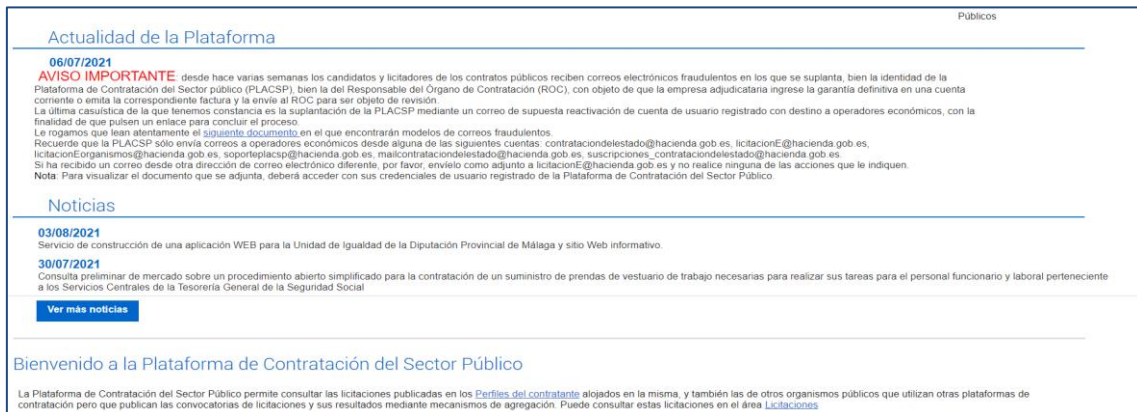 Públicos
Actualidad de la Plataforma
06/07/2021
AVISO IMPORTANTE: desde hace varias semanas los candidatos y licitadores de los contratos públicos reciben correos electrónicos fraudulentos en los que se suplanta, bien la identidad de la
Plataforma de Contratación del Sector público (PLACSP), bien la del Responsable del Órgano de Contratación (ROC), con objeto de que la empresa adjudicataria ingrese la garantía definitiva en una cuenta
corriente o emita la correspondiente factura y la envíe al ROC para ser objeto de revisión.
La última casuística de la que tenemos constancia es la suplantación de la PLACSP mediante un correo de supuesta reactivación de cuenta de usuario registrado con destino a operadores económicos, con la
finalidad de que pulsen un enlace para concluir el proceso.
Le rogamos que lean atentamente el siguiente documento en el que encontrarán modelos de correos fraudulentos.
Recuerde que la PLACSP sólo envía correos a operadores económicos desde alguna de las siguientes cuentas: contrataciondelestado@hacienda.gob.es, licitacionE@hacienda.gob.es,
licitacionEorganismos@hacienda.gob.es, soporteplacsp@hacienda.gob.es, mailcontrataciondelestado@hacienda.gob.es, suscripciones_contrataciondelestado@hacienda.gob.es.
Si ha recibido un correo desde otra dirección de correo electrónico diferente, por favor, envíelo como adjunto a licitacionE@hacienda.gob.es y no realice ninguna de las acciones que le indiquen.
Nota: Para visualizar el documento que se adjunta, deberá acceder con sus credenciales de usuario registrado de la Plataforma de Contratación del Sector Público.
Noticias
03/08/2021
Servicio de construcción de una aplicación WEB para la Unidad de Igualdad de la Diputación Provincial de Málaga y sitio Web informativo.
30/07/2021
Consulta preliminar de mercado sobre un procedimiento abierto simplificado para la contratación de un suministro de prendas de vestuario de trabajo necesarias para realizar sus tareas para el personal funcionario y laboral perteneciente
a los Servicios Centrales de la Tesorería General de la Seguridad Social
Ver más noticias
Bienvenido a la Plataforma de Contratación del Sector Público
La Plataforma de Contratación del Sector Público permite consultar las licitaciones publicadas en los Perfiles del contratante alojados en la misma, y también las de otros organismos públicos que utilizan otras plataformas de
contratación pero que publican las convocatorias de licitaciones y sus resultados mediante mecanismos de agregación. Puede consultar estas licitaciones en el área Licitaciones